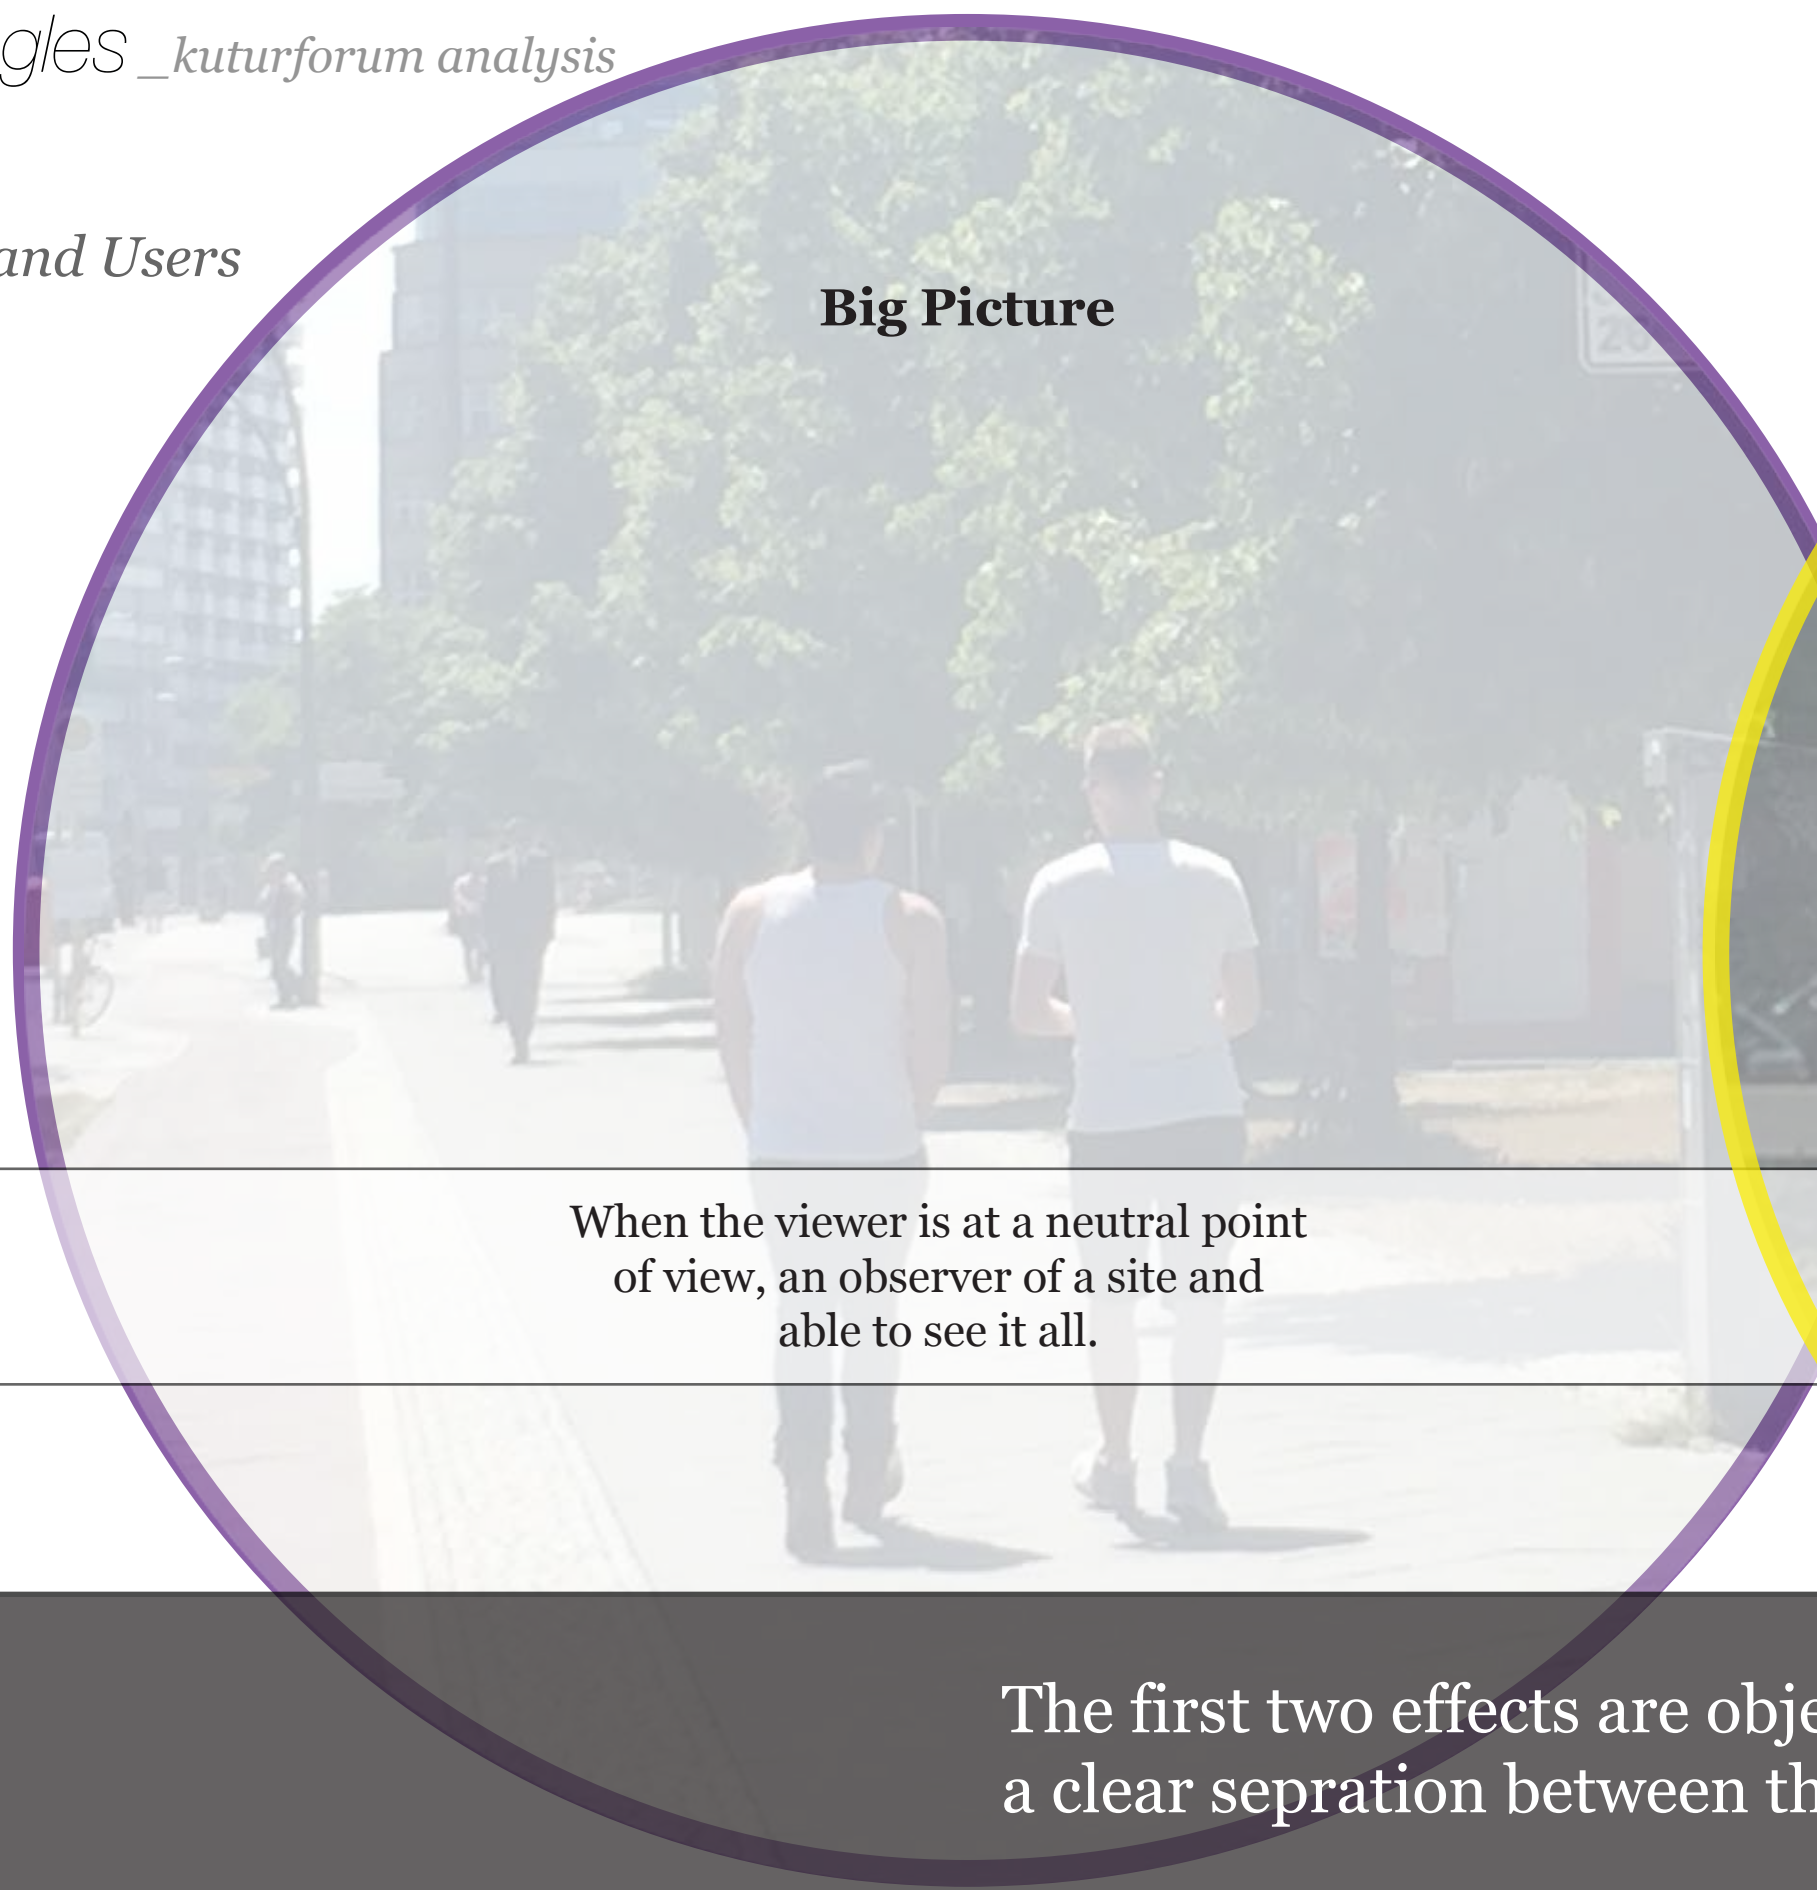 gles _kuturforum analysis
and Users
Big Picture
20
When the viewer is at a neutral point
of view, an observer of a site and
able to see it all.
The first two effects are obje
a clear sepration between th